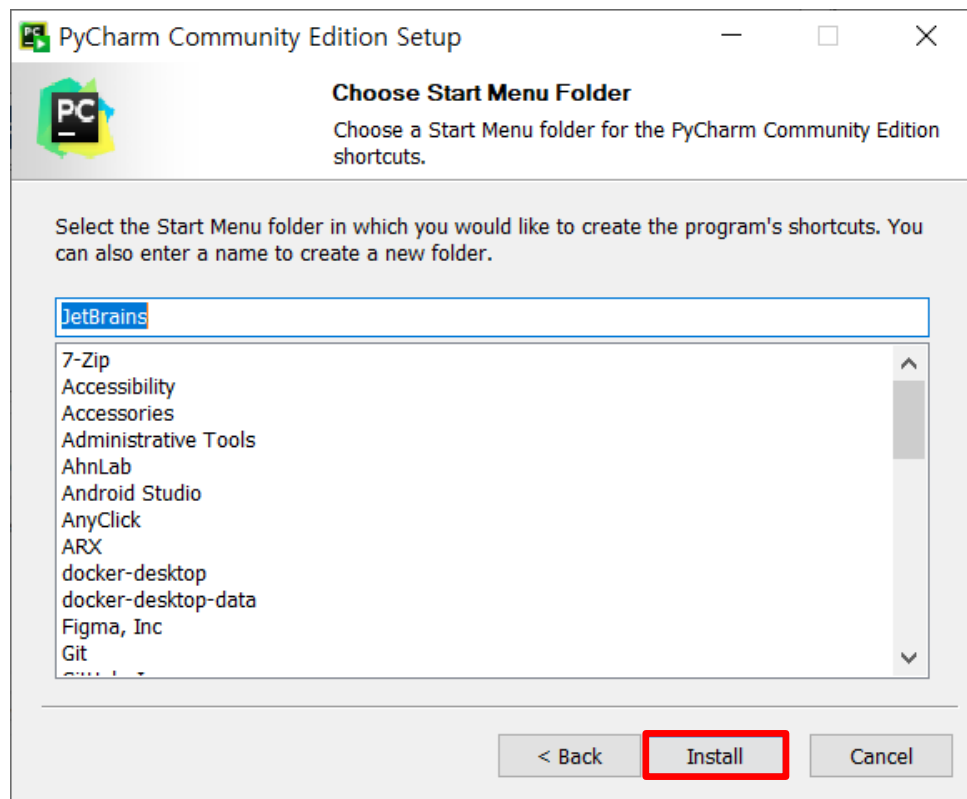 PyCharm Community Edition Setup
PC
Choose Start Menu Folder
Choose a Start Menu folder for the PyCharm Community Edition
shortcuts.
Select the Start Menu folder in which you would like to create the program's shortcuts. You
can also enter a name to create a new folder.
JetBrains
7-Zip
Accessibility
Accessories
Administrative Tools
AhnLab
Android Studio
AnyClick
ARX
docker-desktop
docker-desktop-data
Figma, Inc
Git
< Back
Install
Cancel